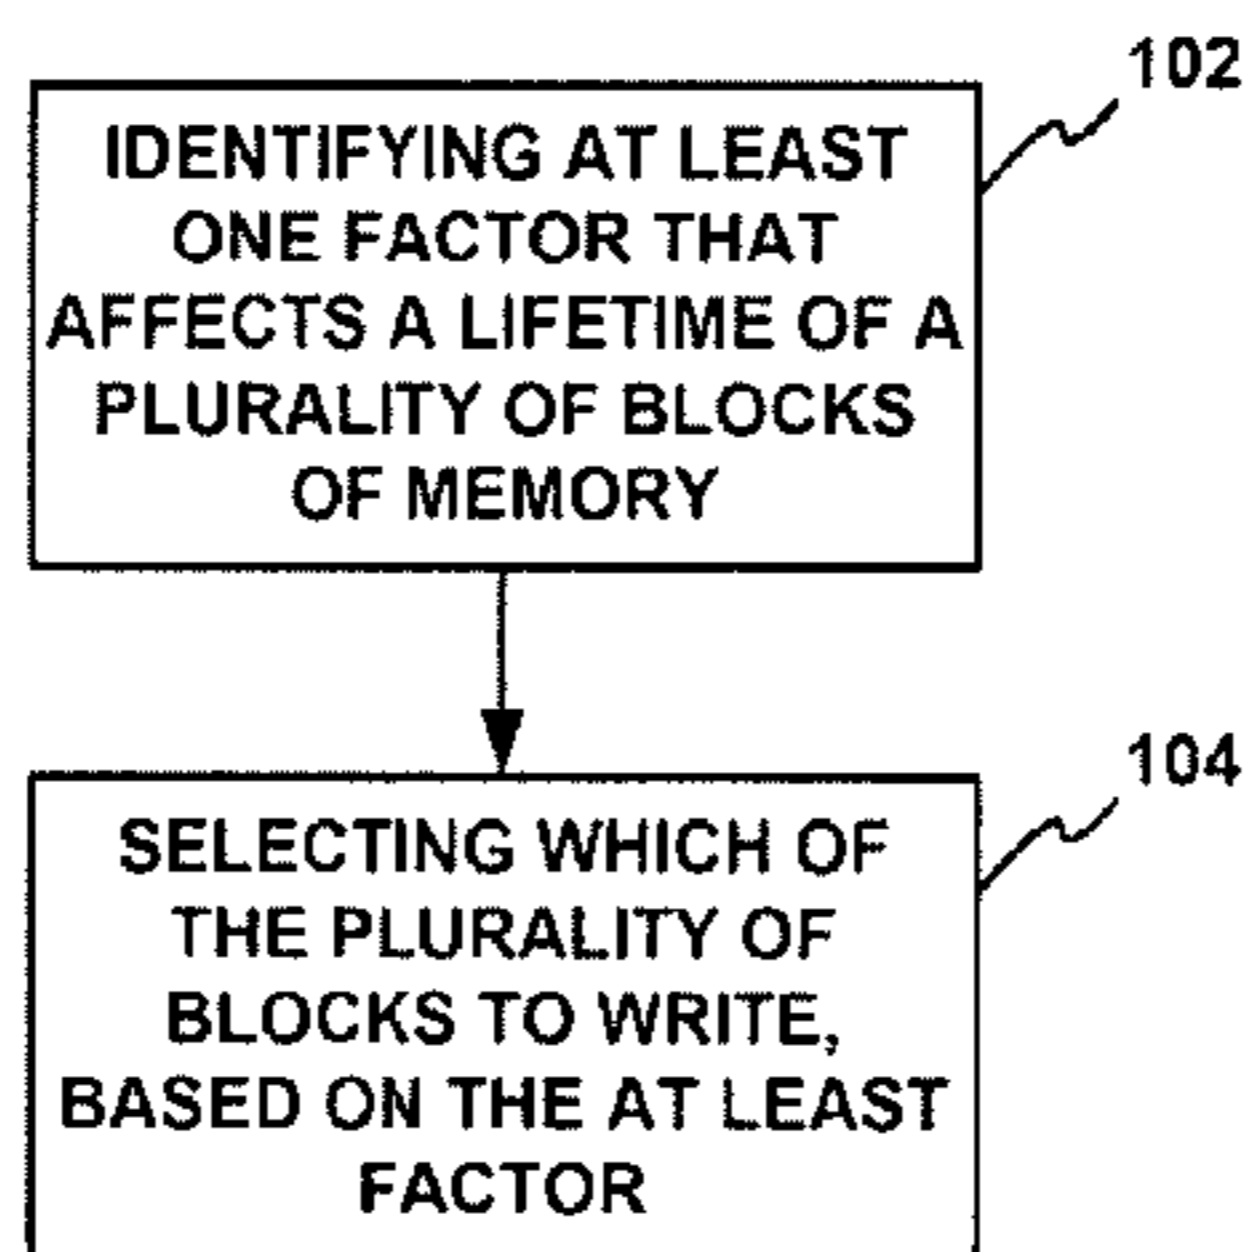 102
IDENTIFYING AT LEAST
ONE FACTOR THAT
AFFECTS A LIFETIME OF A
PLURALITY OF BLOCKS
OF MEMORY
104
SELECTING WHICH OF
THE PLURALITY OF
BLOCKS TO WRITE,
BASED ON THE AT LEAST
FACTOR